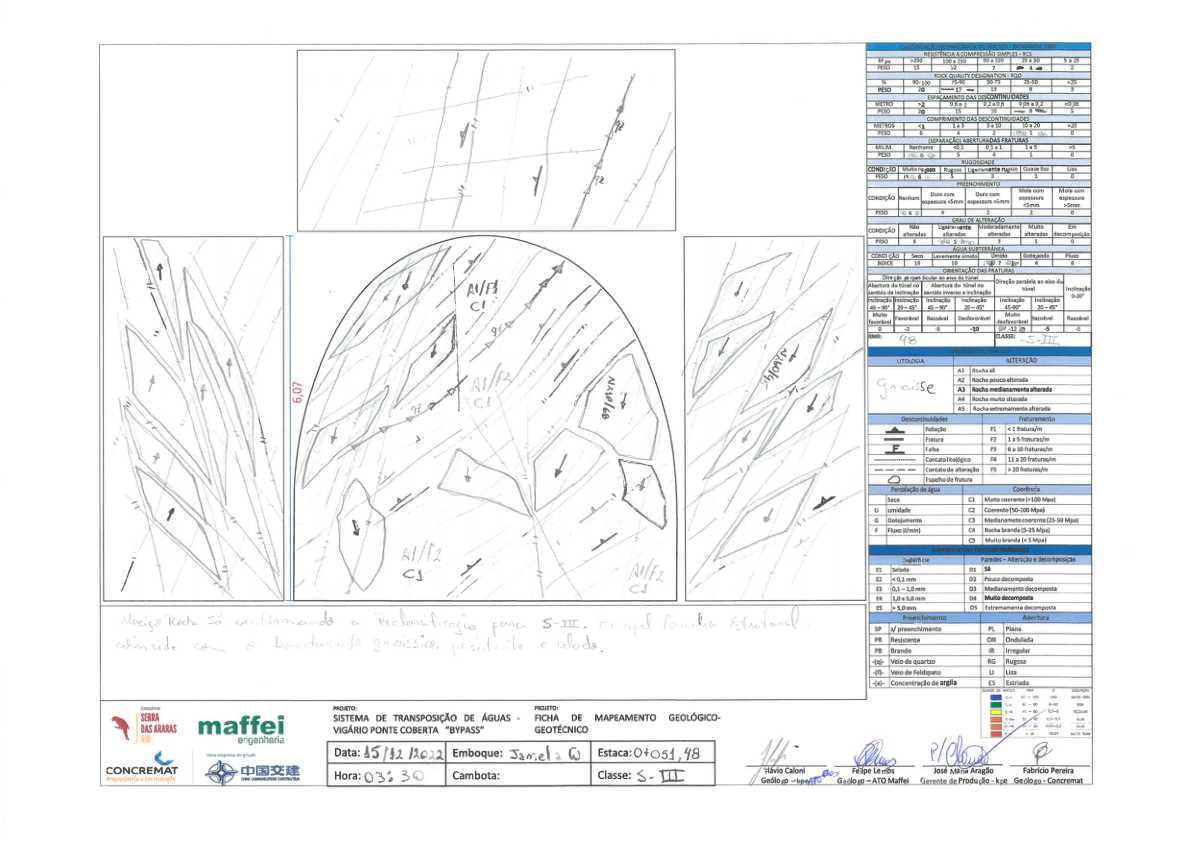 CLASSIFICAÇÃO GEOMECÂNICA DO MACIÇO - BIENIAWSKI 1989
RESISTÊNCIA A COMPRESSÃO SIMPLES - RCS
Mpa >250 100 a 250 50 a 100 25 a 50 5 a 25
PESO 15 12 7 4 2
ROCK QUALITY DESIGNATION - RQD
% 90-100 75-90 50-75 25-50 <25
PESO 20 17 13 8 3
ESPAÇAMENTO DAS DESCONTINUIDADES
METRO >2 0,6 a 2 0,2 a 0,6 0,06 a 0,2 <0,06
PESO 20 15 10 8 5
COMPRIMENTO DAS DESCONTINUIDADES
METROS <1 1 a 3 3 a 10 10 a 20 >20
PESO 6 4 2 1 0
(SEPARAÇÃO) ABERTURA DAS FRATURAS
MILIM. Nenhuma <0,1 0,1 a 1 1 a 5 >5
PESO 6 5 4 1 0
RUGOSIDADE
CONDIÇÃO Muito rugoso Rugosa Ligeiramente rugoso Quase liso Liso
PESO 6 5 3 1 0
PREENCHIMENTO
CONDIÇÃO Nenhum Duro com espessura <5mm Duro com espessura >5mm Mole com espessura <5mm Mole com espessura >5mm
PESO 6 4 2 2 0
GRAU DE ALTERAÇÃO
CONDIÇÃO Não alteradas Ligeiramente alteradas Moderadamente alteradas Muito alteradas Em decomposição
PESO 6 5 3 1 0
ÁGUA SUBTERRÂNEA
CONDIÇÃO Seco Levemente úmido Úmido Gotejando Fluxo
ÍNDICE 15 10 7 4
ORIENTAÇÃO DAS FRATURAS
Direção perpendicular ao eixo do túnel
Direção paralela ao eixo do túnel
Inclinação 0-20°
Abertura do túnel no sentido da inclinação
Abertura do túnel no sentido inverso a inclinação
Inclinação 45 – 90° Inclinação 20 – 45° Inclinação 45 – 90° Inclinação 20 – 45° Inclinação 45-90° Inclinação 20 – 45°
Muito favorável Favorável Razoável Desfavorável Muito desfavorável Razoável Razoável
0 -2 -5 -10 -12 -5 -5
RMR: 48 CLASSE: S-III
LITOLOGIA ALTERAÇÃO
Gnaisse
A1 Rocha sã
A2 Rocha pouco alterada
A3 Rocha medianamente alterada
A4 Rocha muito alterada
A5 Rocha extremamente alterada
Descontinuidades Fraturamento
Foliação F1 < 1 fratura/m
Fratura F2 1 a 5 fraturas/m
F Falha F3 6 a 10 fraturas/m
Contato litológico F4 11 a 20 fraturas/m
Contato de alteração F5 > 20 fraturas/m
Espelho de fratura
Percolação de água Coerência
Seco C1 Muito coerente (>100 Mpa)
U umidade C2 Coerente (50-100 Mpa)
G Gotejamento C3 Medianamete coerente (25-50 Mpa)
F Fluxo (l/min) C4 Rocha branda (5-25 Mpa)
C5 Muito branda (< 5 Mpa)
Superfície Paredes – Alteração e decomposição
E1 Selada D1 Sã
E2 < 0,1 mm D2 Pouco decomposta
E3 0,1 – 1,0 mm D3 Medianamente decomposta
E4 1,0 a 5,0 mm D4 Muito decomposta
E5 > 5,0 mm D5 Extremamente decomposta
Preenchimento Abertura
SP s/ preenchimento PL Plana
PR Resistente ON Ondulada
PB Brando IR Irregular
-(q)- Veio de quartzo RG Rugosa
-(f)- Veio de Feldspato LI Lisa
-(a)- Concentração de argila ES Estriada
6,07
A1/F3
C1
A1/F2
C1
A1/F2
C1
A1/F2
C1
Maciço Rocha Sã, confirmando a Reclassificação para S-III. Principal Família Estrutural,
coincide com o bandamento gnaissico, persistente e selado.
SERRA
DAS ARARAS
RIO
maffei
engenharia
CONCREMAT
engenharia e tecnologia
Uma empresa do grupo
中国交建
PROJETO:
SISTEMA DE TRANSPOSIÇÃO DE ÁGUAS -
VIGÁRIO PONTE COBERTA "BYPASS"
PROJETO:
FICHA DE MAPEAMENTO GEOLÓGICO-
GEOTÉCNICO
Data: 15/12/2022 Emboque: Janela Estaca: 0+051,48
Hora: 03:30 Cambota: Classe: S-III
Flávio Caloni
Geólogo - kpe
Felipe Lemos
Geólogo – ATO Maffei
P/
José Mário Aragão
Gerente de Produção - kpe
Fabrício Pereira
Geólogo - Concremat